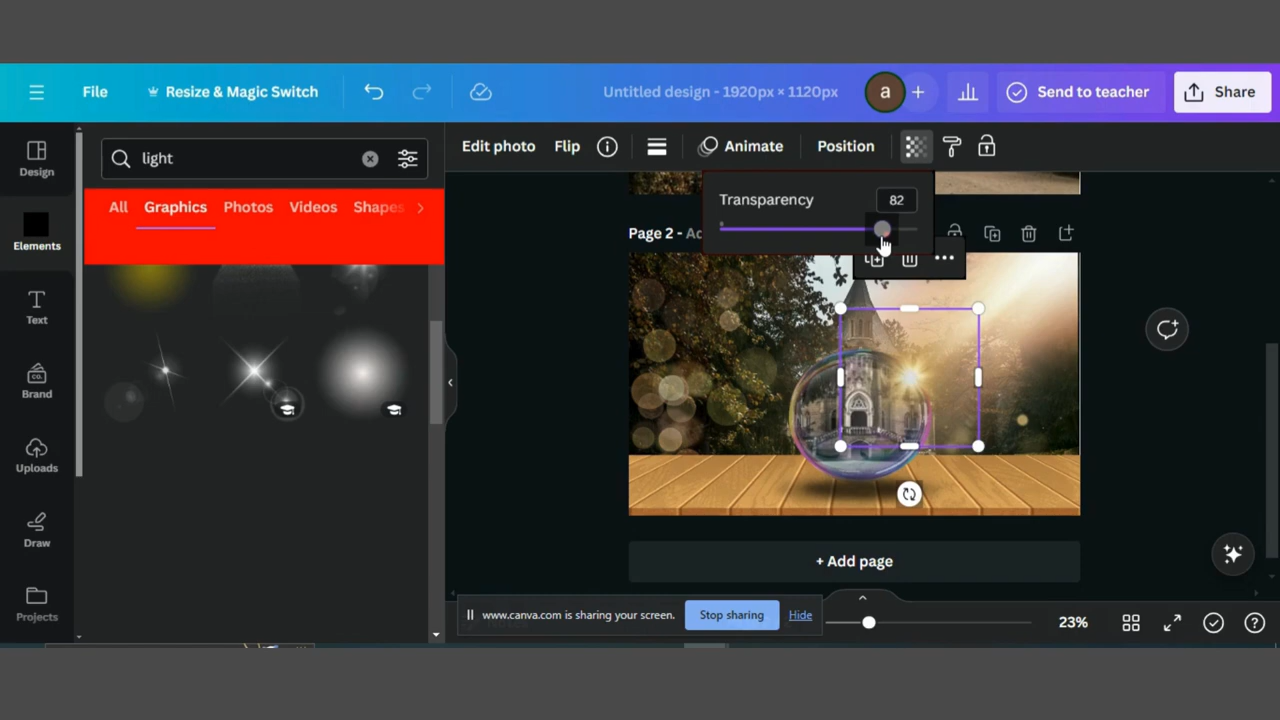 File Resize & Magic Switch Untitled design - 1920px × 1120px a Send to teacher Share
Design
Elements
Text
Brand
Uploads
Draw
Projects
light
All Graphics Photos Videos Shapes
Edit photo Flip Animate Position
Transparency 82
Page 2 -
+ Add page
www.canva.com is sharing your screen. Stop sharing Hide
23%